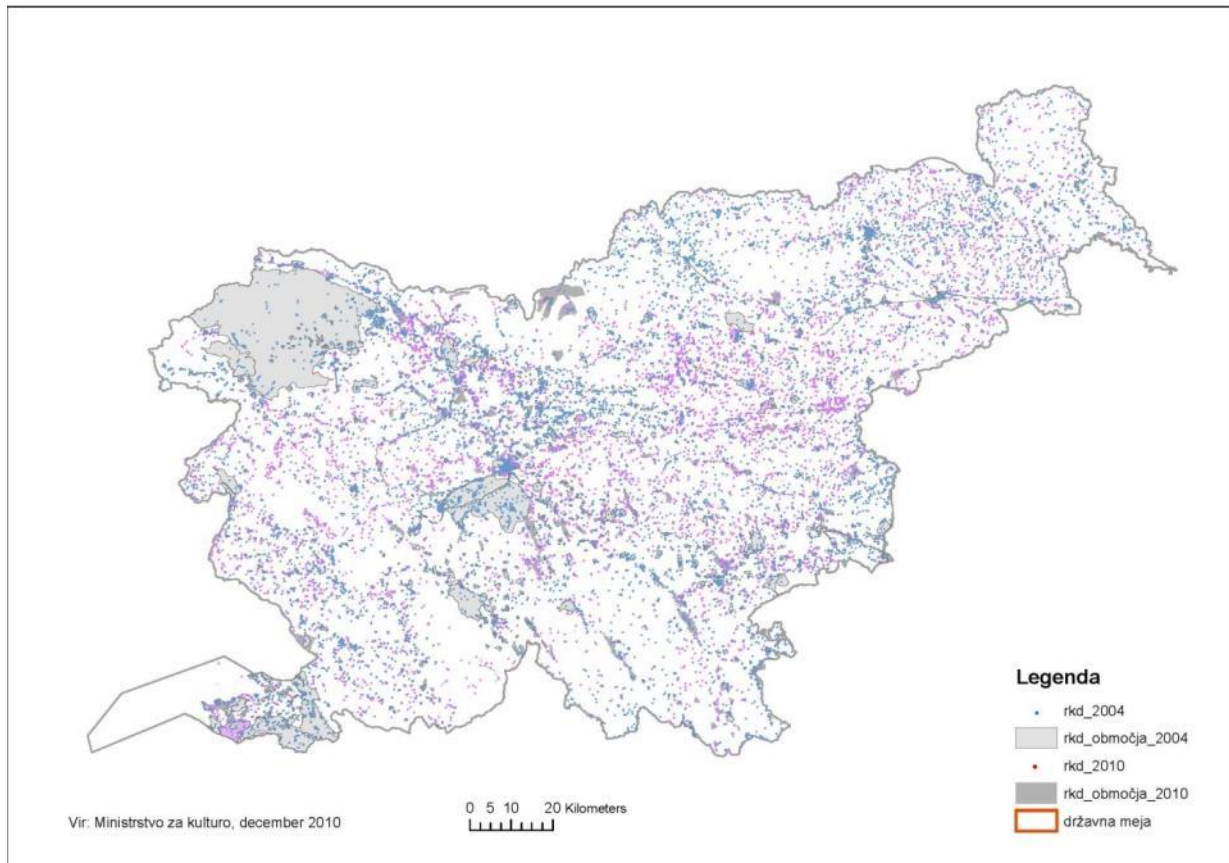 Legenda
rkd_2004
rkd_območja_2004
rkd_2010
rkd_območja_2010
državna meja
0 5 10 20 Kilometers
Vir: Ministrstvo za kulturo, december 2010